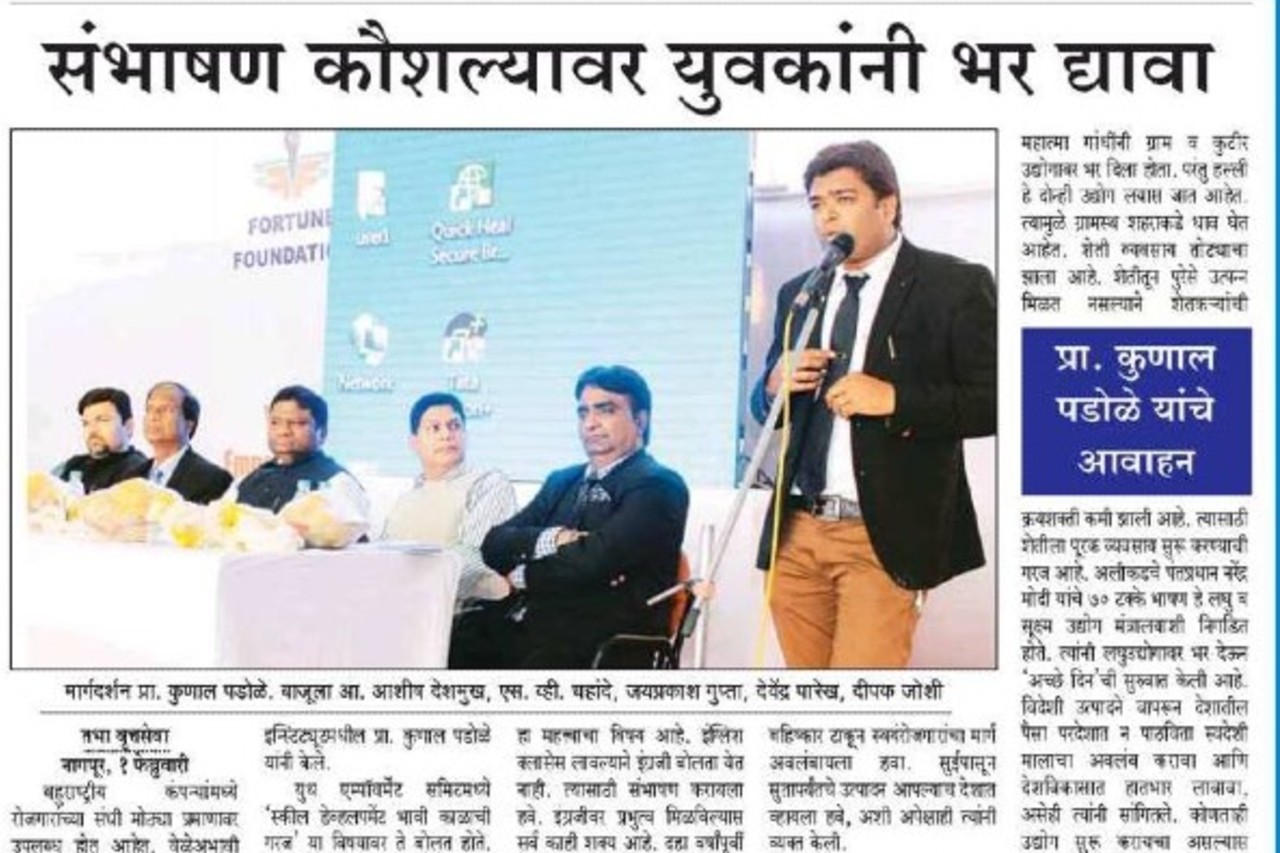 संभाषण कौशल्यावर युवकांनी भर द्यावा
FORTUNE
FOUNDATI
user1
Quick Heal
Secure Br...
Network
Tata
मार्गदर्शन प्रा. कुणाल पडोळे. बाजूला आ. आशीष देशमुख, एस. व्ही. चहांदे, जयप्रकाश गुप्ता, देवेंद्र पारेख, दीपक जोशी
तभा वृत्तसेवा
नागपूर, १ फेब्रुवारी
बहुराष्ट्रीय कंपन्यांमध्ये
रोजगाराच्या संधी मोठ्या प्रमाणावर
उपलब्ध होत आहेत. वेळेअभावी
इन्स्टिट्यूटमधील प्रा. कुणाल पडोळे
यांनी केले.
युथ एम्पॉवर्मेंट समिटमध्ये
'स्कील डेव्हलपमेंट भावी काळाची
गरज' या विषयावर ते बोलत होते.
हा महत्त्वाचा विषय आहे. इंग्लिश
क्लासेस लावल्याने इंग्रजी बोलता येत
नाही. त्यासाठी संभाषण करायला
हवे. इंग्रजीवर प्रभुत्व मिळविल्यास
सर्व काही शक्य आहे. दहा वर्षांपूर्वी
बहिष्कार टाकून स्वयंरोजगाराचा मार्ग
अवलंबायला हवा. सुईपासून
सुतापर्यंतचे उत्पादन आपल्याच देशात
व्हायला हवे, अशी अपेक्षाही त्यांनी
व्यक्त केली.
महात्मा गांधींनी ग्राम व कुटीर
उद्योगावर भर दिला होता. परंतु हल्ली
हे दोन्ही उद्योग लयास जात आहेत.
त्यामुळे ग्रामस्थ शहराकडे धाव घेत
आहेत. शेती व्यवसाय तोट्याचा
झाला आहे. शेतीतून पुरेसे उत्पन्न
मिळत नसल्याने शेतकऱ्यांची
प्रा. कुणाल
पडोळे यांचे
आवाहन
क्रयशक्ती कमी झाली आहे. त्यासाठी
शेतीला पूरक व्यवसाय सुरू करण्याची
गरज आहे. अलीकडचे पंतप्रधान नरेंद्र
मोदी यांचे ७० टक्के भाषण हे लघु व
सूक्ष्म उद्योग मंत्रालयाशी निगडित
होते. त्यांनी लघुउद्योगावर भर देऊन
'अच्छे दिन'ची सुरुवात केली आहे.
विदेशी उत्पादने वापरून देशातील
पैसा परदेशात न पाठविता स्वदेशी
मालाचा अवलंब करावा आणि
देशविकासात हातभार लावावा,
असेही त्यांनी सांगितले. कोणताही
उद्योग सुरू करायचा असल्यास